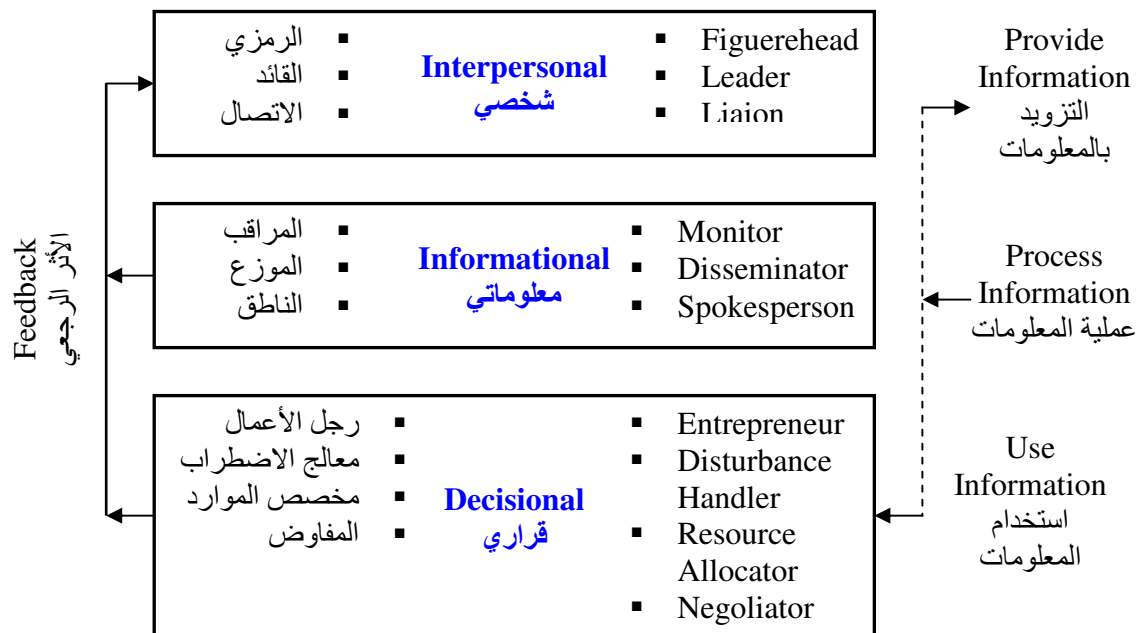 Feedback
الأثر الرجعي
الرمزي
القائد
الاتصال
Interpersonal
شخصي
Figuerehead
Leader
Liaion
Provide
Information
التزويد
بالمعلومات
المراقب
الموزع
الناطق
Informational
معلوماتي
Monitor
Disseminator
Spokesperson
Process
Information
عملية المعلومات
رجل الأعمال
معالج الاضطراب
مخصص الموارد
المفاوض
Decisional
قراري
Entrepreneur
Disturbance
Handler
Resource
Allocator
Negoliator
Use
Information
استخدام
المعلومات